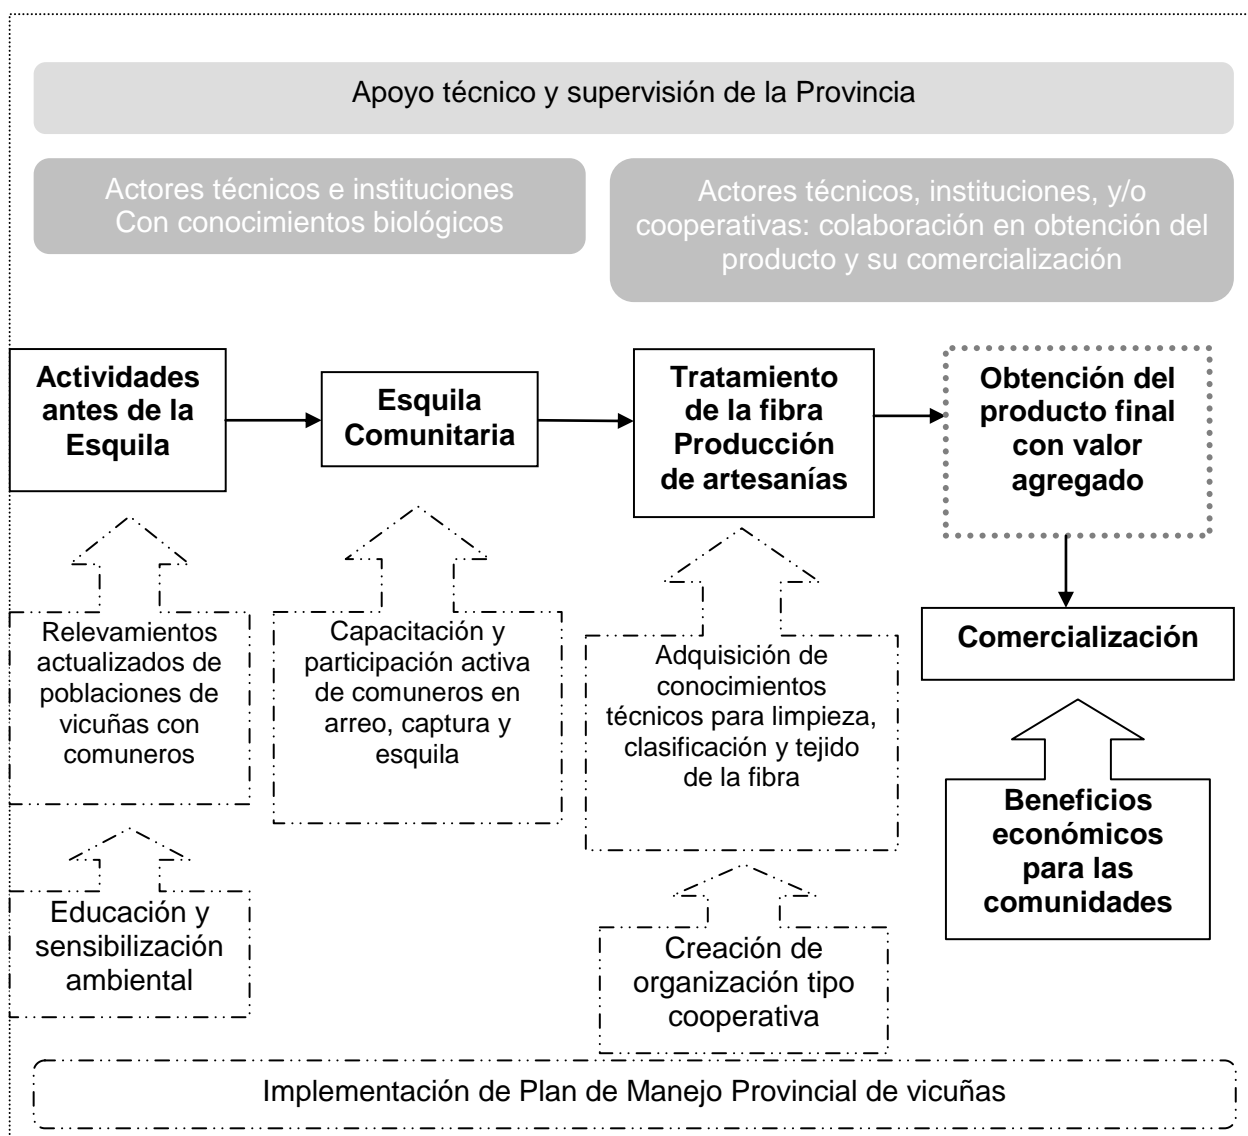 Apoyo técnico y supervisión de la Provincia
Actores técnicos e instituciones
Con conocimientos biológicos
Actores técnicos, instituciones, y/o
cooperativas: colaboración en obtención del
producto y su comercialización
Actividades
antes de la
Esquila
Esquila
Comunitaria
Tratamiento
de la fibra
Producción
de artesanías
Obtención del
producto final
con valor
agregado
Relevamientos
actualizados de
poblaciones de
vicuñas con
comuneros
Capacitación y
participación activa
de comuneros en
arreo, captura y
esquila
Adquisición de
conocimientos
técnicos para limpieza,
clasificación y tejido
de la fibra
Comercialización
Beneficios
económicos
para las
comunidades
Educación y
sensibilización
ambiental
Creación de
organización tipo
cooperativa
Implementación de Plan de Manejo Provincial de vicuñas